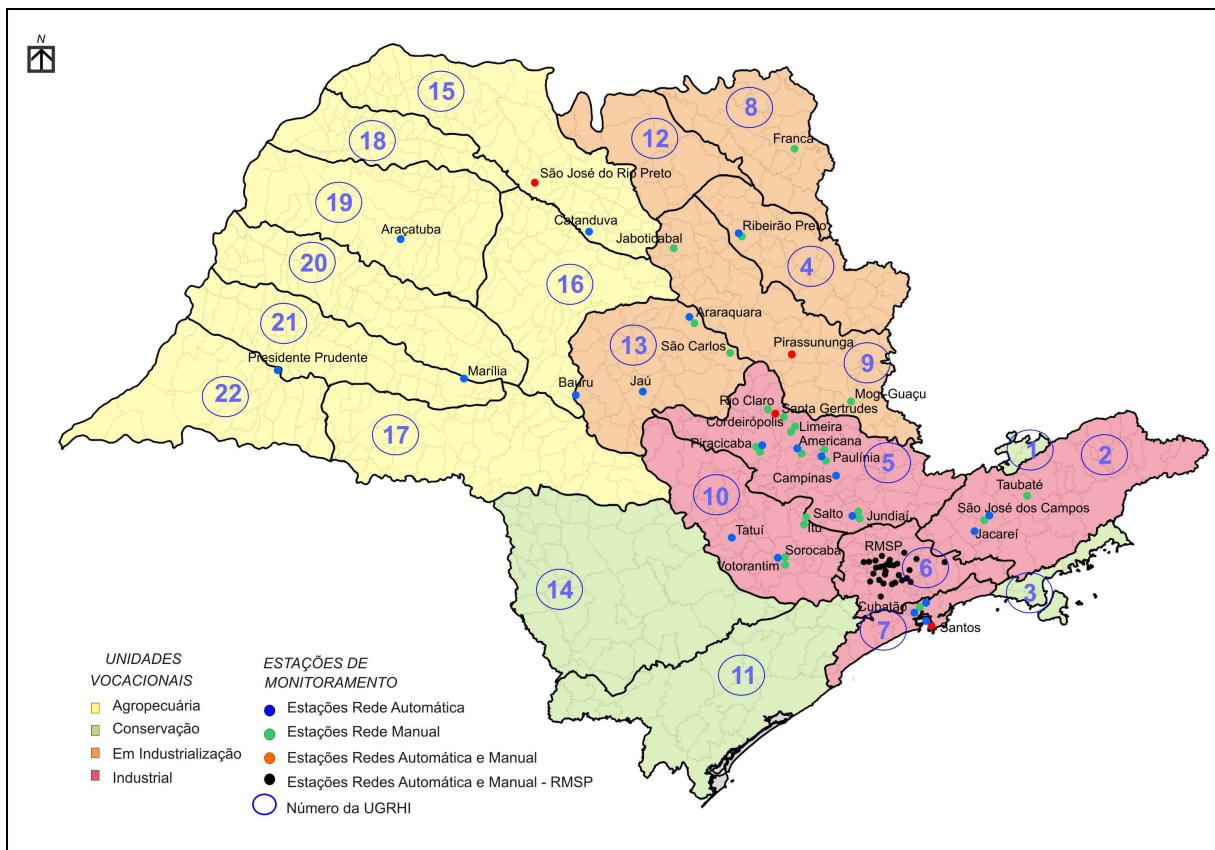 N
15
8
18
12
Franca
São José do Rio Preto
19
Catanduva
Ribeirão Preto
Araçatuba
Jaboticabal
20
16
4
21
Araraquara
13
São Carlos
Pirassununga
Presidente Prudente
9
22
Marília
Bauru
Jaú
Rio Claro
Mogi-Guaçu
Santa Gertrudes
17
Cordeirópolis
Limeira
Piracicaba
Americana
1
2
Paulínia
5
Campinas
Taubaté
10
Salto
Jundiaí
São José dos Campos
Itú
Tatuí
Jacareí
RMSP
Sorocaba
Votorantim
6
14
3
Cubatão
7
Santos
11
UNIDADES
VOCACIONAIS
Agropecuária
Conservação
Em Industrialização
Industrial
ESTAÇÕES DE
MONITORAMENTO
Estações Rede Automática
Estações Rede Manual
Estações Redes Automática e Manual
Estações Redes Automática e Manual - RMSP
Número da UGRHI